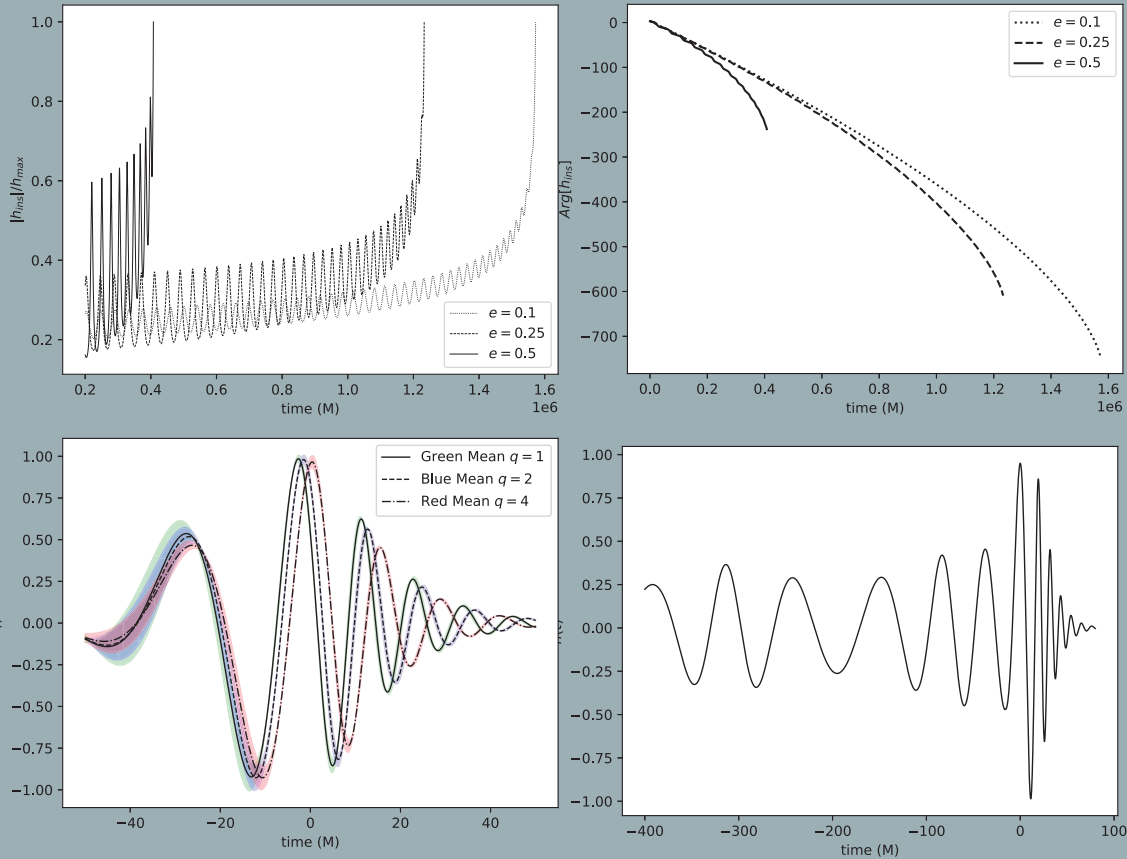 1.0
0.8
0.6
0.4
0.2
|h_ins|/h_max
e = 0.1
e = 0.25
e = 0.5
0.2 0.4 0.6 0.8 1.0 1.2 1.4 1.6
1e6
time (M)
0
−100
−200
−300
−400
−500
−600
−700
Arg[h_ins]
e = 0.1
e = 0.25
e = 0.5
0.0 0.2 0.4 0.6 0.8 1.0 1.2 1.4 1.6
1e6
time (M)
1.00
0.75
0.50
0.25
0.00
−0.25
−0.50
−0.75
−1.00
Green Mean q = 1
Blue Mean q = 2
Red Mean q = 4
−40 −20 0 20 40
time (M)
1.00
0.75
0.50
0.25
0.00
−0.25
−0.50
−0.75
−1.00
−400 −300 −200 −100 0 100
time (M)